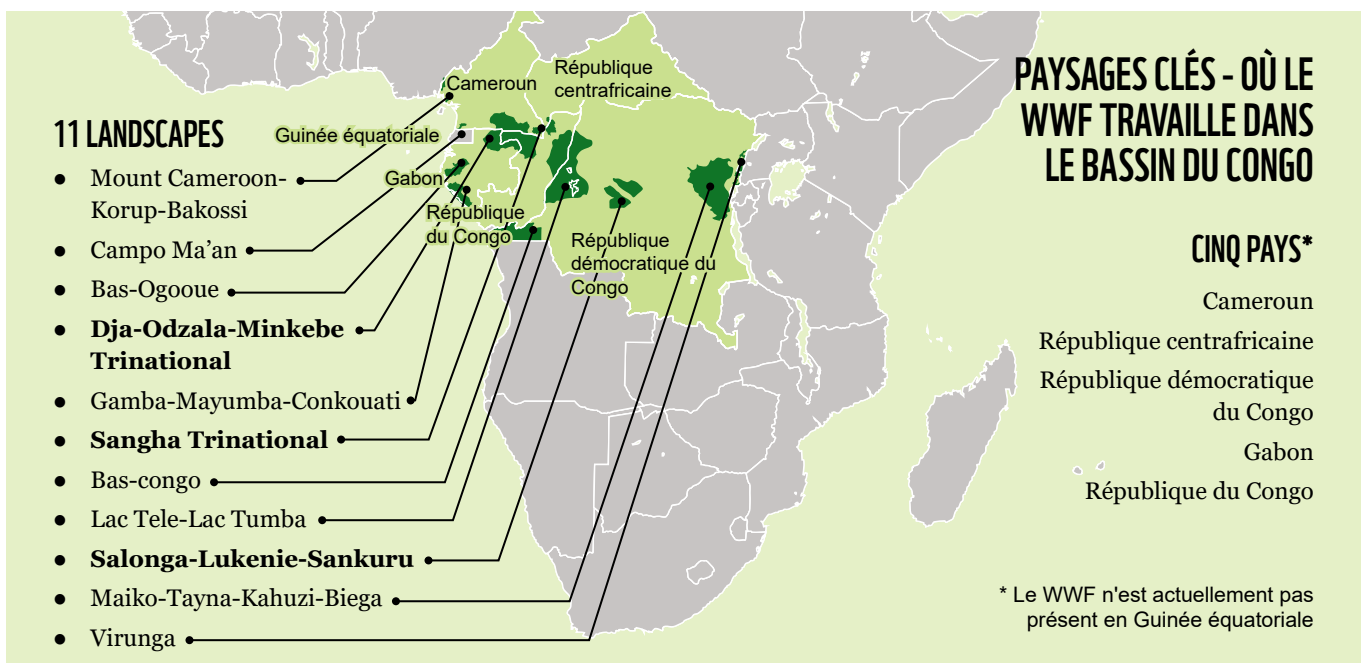 PAYSAGES CLÉS - OÙ LE
WWF TRAVAILLE DANS
LE BASSIN DU CONGO
11 LANDSCAPES
Mount Cameroon-
Korup-Bakossi
Campo Ma'an
Bas-Ogooue
Dja-Odzala-Minkebe
Trinational
Gamba-Mayumba-Conkouati
Sangha Trinational
Bas-congo
Lac Tele-Lac Tumba
Salonga-Lukenie-Sankuru
Maiko-Tayna-Kahuzi-Biega
Virunga
Cameroun
République
centrafricaine
Guinée équatoriale
Gabon
République
du Congo
République
démocratique du
Congo
CINQ PAYS*
Cameroun
République centrafricaine
République démocratique
du Congo
Gabon
République du Congo
* Le WWF n'est actuellement pas
présent en Guinée équatoriale